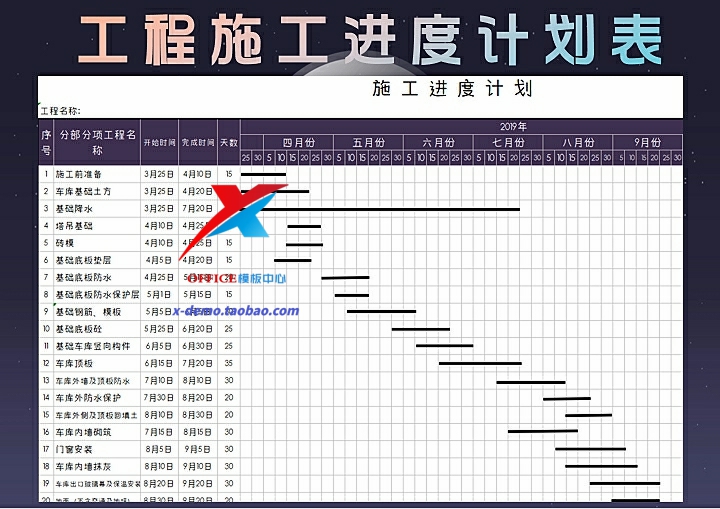 工程施工进度计划表
施工进度计划
工程名称:
2019年
序号 分部分项工程名称 开始时间 完成时间 天数 四月份 五月份 六月份 七月份 八月份 9月份
25 30 5 10 15 20 25 30 5 10 15 20 25 30 5 10 15 20 25 30 5 10 15 20 25 30 5 10 15 20 25 30 5 10 15 20 25 30
1 施工前准备 3月25日 4月10日 15
2 车库基础土方 3月25日 4月20日
3 基础降水 3月25日 7月20日
4 塔吊基础 4月10日 4月25日
5 砖模 4月10日 4月25日 15
6 基础底板垫层 4月5日 4月20日 15
7 基础底板防水 4月25日
OFFICE模板中心
8 基础底板防水保护层 5月1日 5月15日 15
9 基础钢筋、模板 5月5日
x-demo.taobao.com
10 基础底板砼 5月25日 6月20日 25
11 基础车库竖向构件 6月5日 6月30日 25
12 车库顶板 6月15日 7月20日 35
13 车库外墙及顶板防水 7月10日 8月10日 30
14 车库外防水保护 7月30日 8月20日 20
15 车库外侧及顶板回填土 8月10日 8月30日 20
16 车库内墙砌筑 7月15日 8月15日 30
17 门窗安装 8月5日 9月5日 30
18 车库内墙抹灰 8月10日 9月10日 30
19 车库出口玻璃幕及保温安装 8月20日 9月20日 30
20 8月30日 9月20日 20